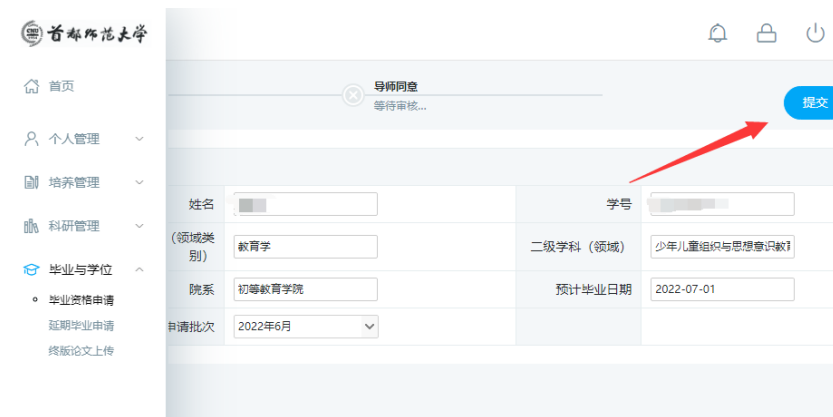 首都师范大学
首页
个人管理
培养管理
科研管理
毕业与学位
毕业资格申请
延期毕业申请
终版论文上传
导师同意
等待审核...
提交
姓名
学号
(领域类别)
教育学
二级学科（领域）
少年儿童组织与思想意识教育
院系
初等教育学院
预计毕业日期
2022-07-01
申请批次
2022年6月